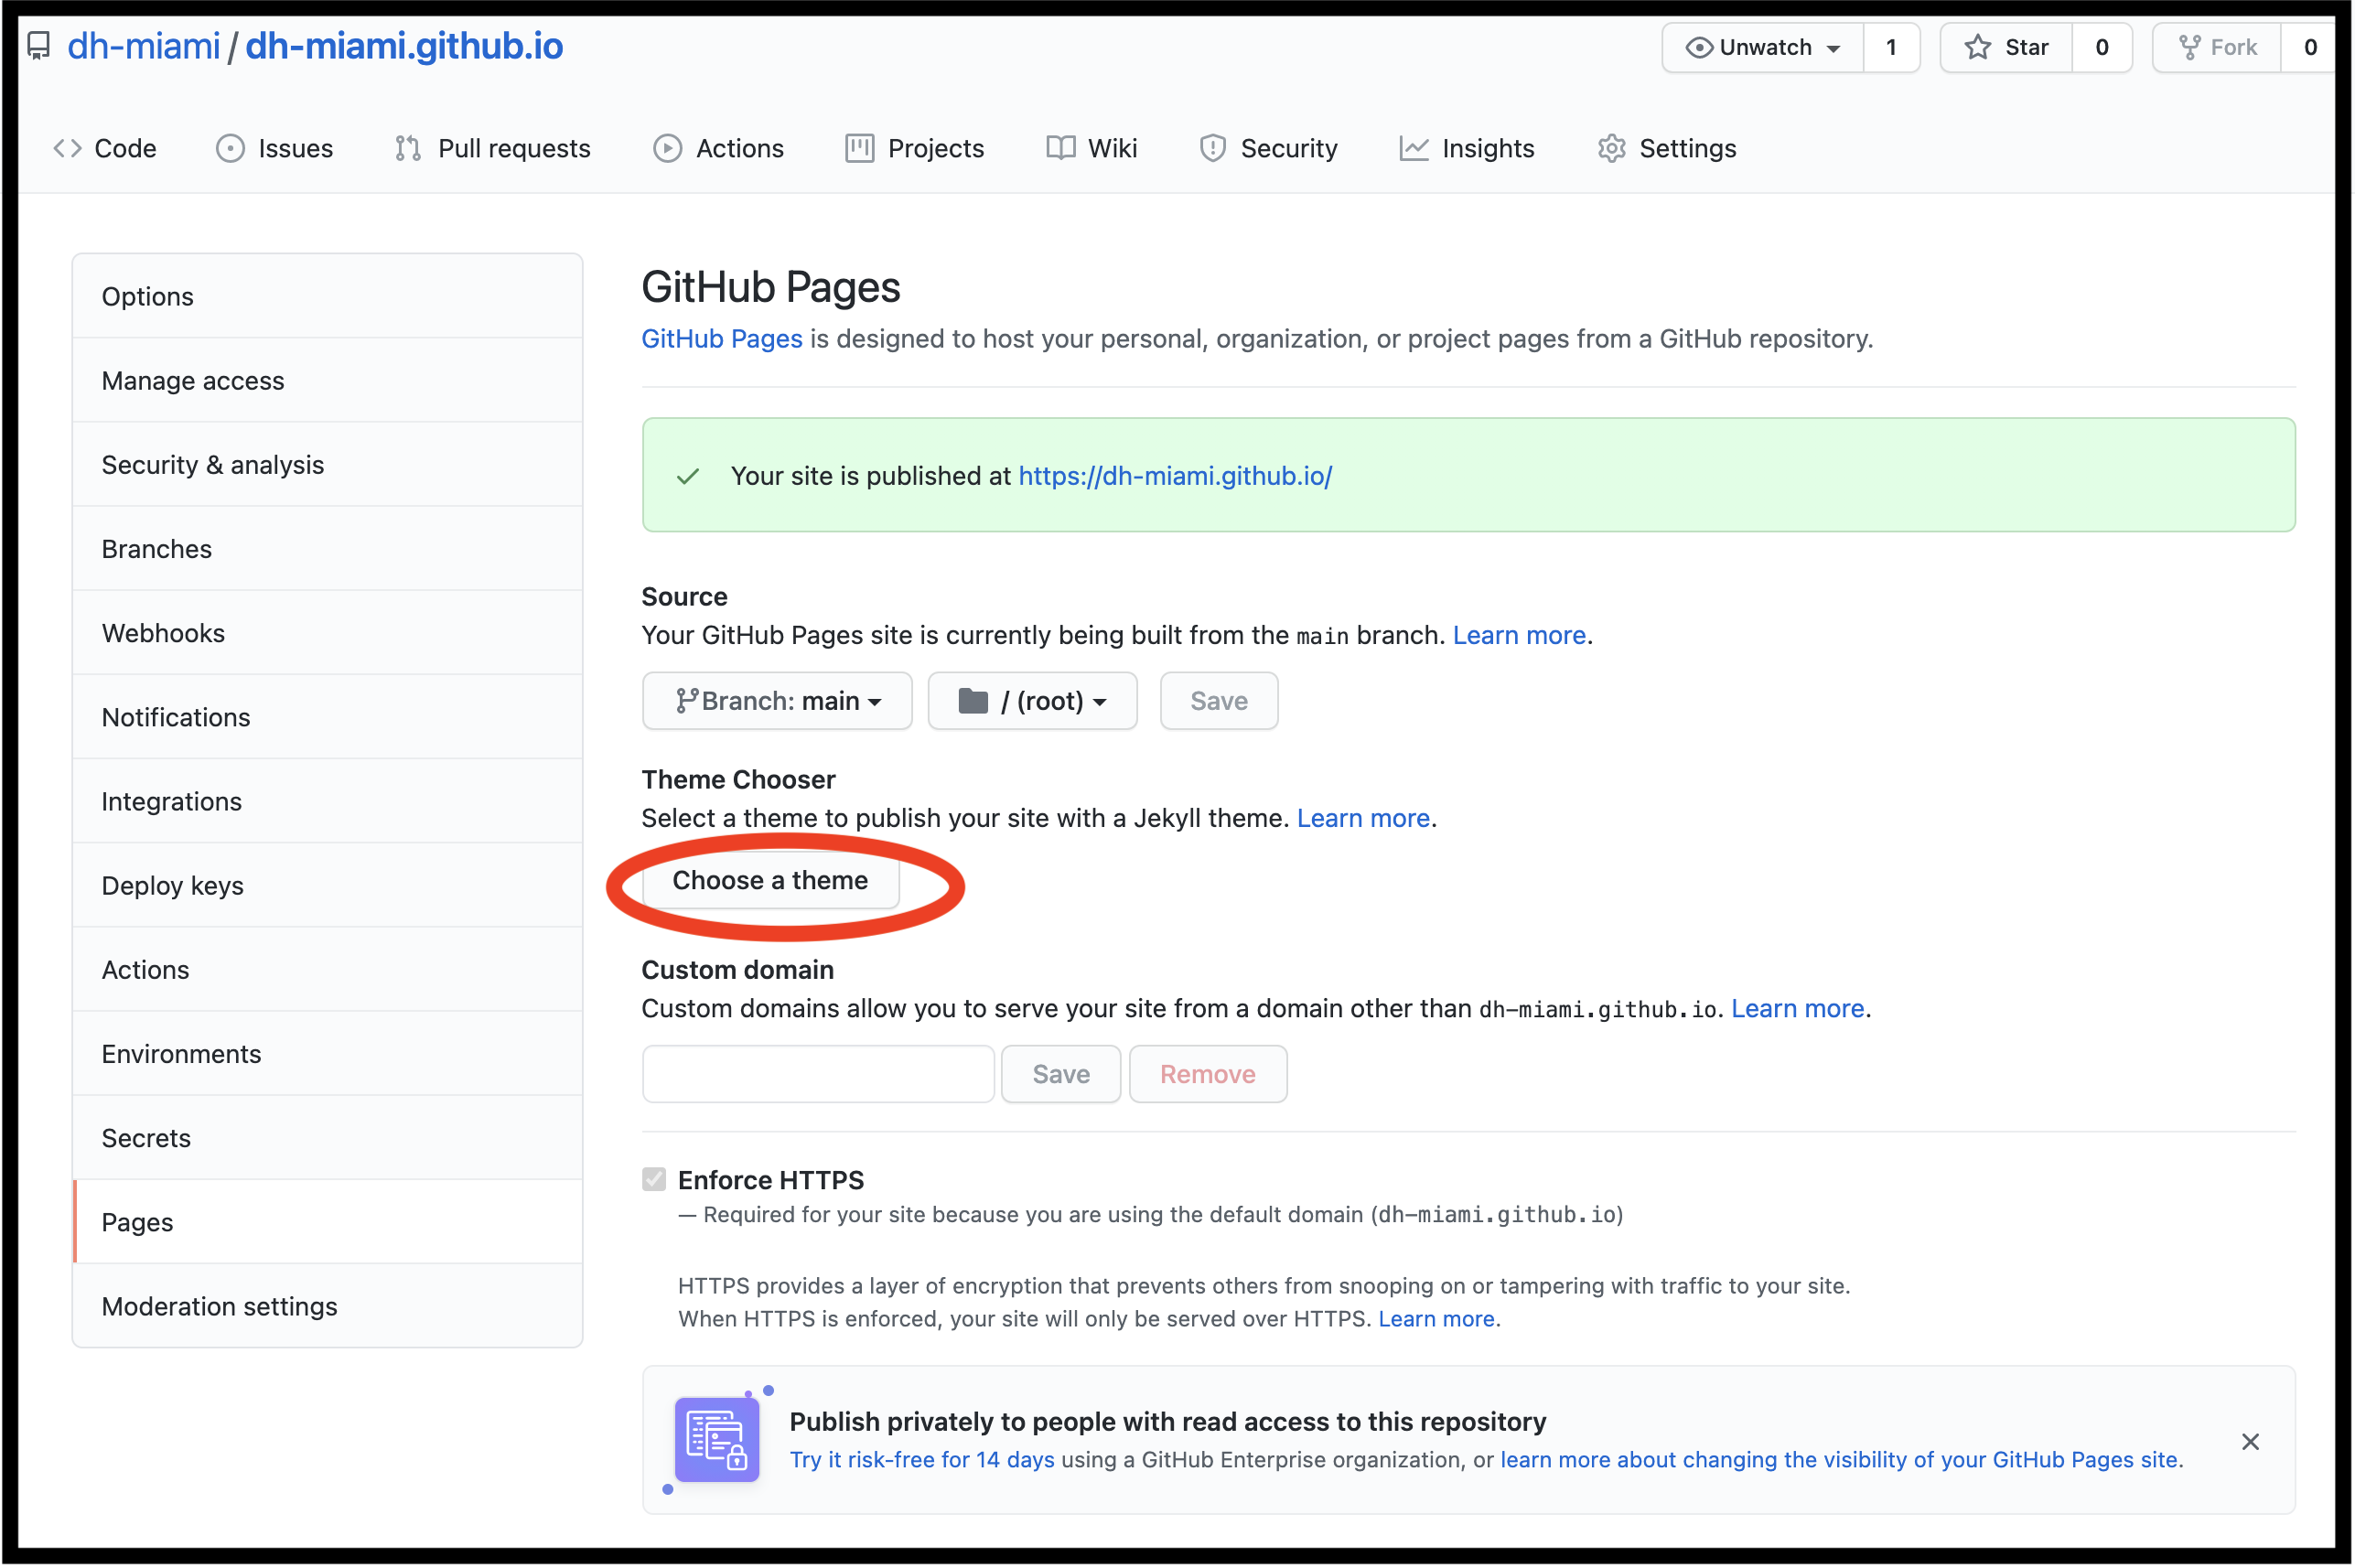 dh-miami / dh-miami.github.io
Unwatch 1 Star 0 Fork 0
Code Issues Pull requests Actions Projects Wiki Security Insights Settings
Options
Manage access
Security & analysis
Branches
Webhooks
Notifications
Integrations
Deploy keys
Actions
Environments
Secrets
Pages
Moderation settings
GitHub Pages
GitHub Pages is designed to host your personal, organization, or project pages from a GitHub repository.
Your site is published at https://dh-miami.github.io/
Source
Your GitHub Pages site is currently being built from the main branch. Learn more.
Branch: main / (root) Save
Theme Chooser
Select a theme to publish your site with a Jekyll theme. Learn more.
Choose a theme
Custom domain
Custom domains allow you to serve your site from a domain other than dh-miami.github.io. Learn more.
Save Remove
Enforce HTTPS
— Required for your site because you are using the default domain (dh-miami.github.io)
HTTPS provides a layer of encryption that prevents others from snooping on or tampering with traffic to your site.
When HTTPS is enforced, your site will only be served over HTTPS. Learn more.
Publish privately to people with read access to this repository
Try it risk-free for 14 days using a GitHub Enterprise organization, or learn more about changing the visibility of your GitHub Pages site.